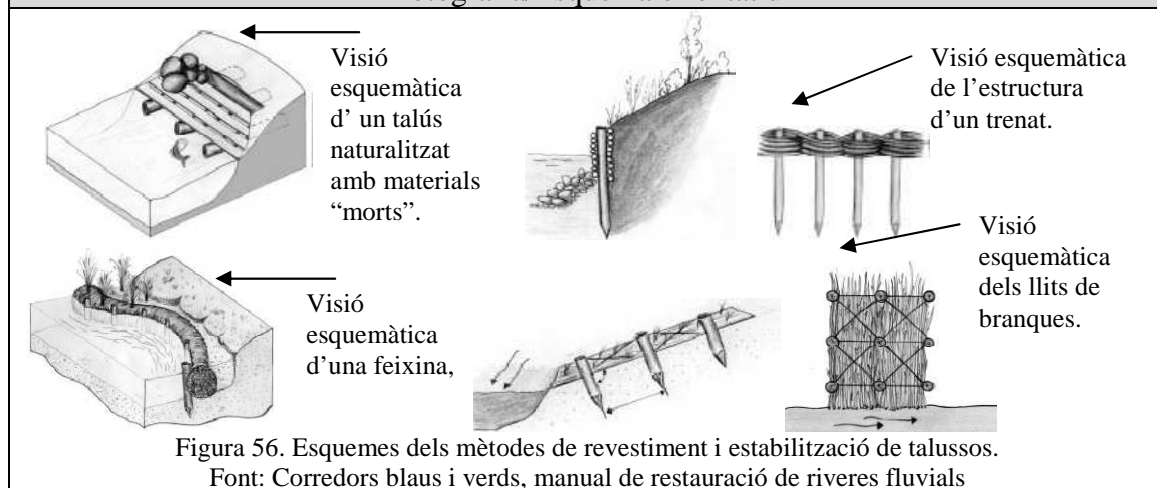 Visió
esquemàtica
d’ un talús
naturalitzat
amb materials
“morts”.
Visió esquemàtica
de l’estructura
d’un trenat.
Visió
esquemàtica
d’una feixina,
Visió
esquemàtica
dels llits de
branques.
Figura 56. Esquemes dels mètodes de revestiment i estabilització de talussos.
Font: Corredors blaus i verds, manual de restauració de riveres fluvials